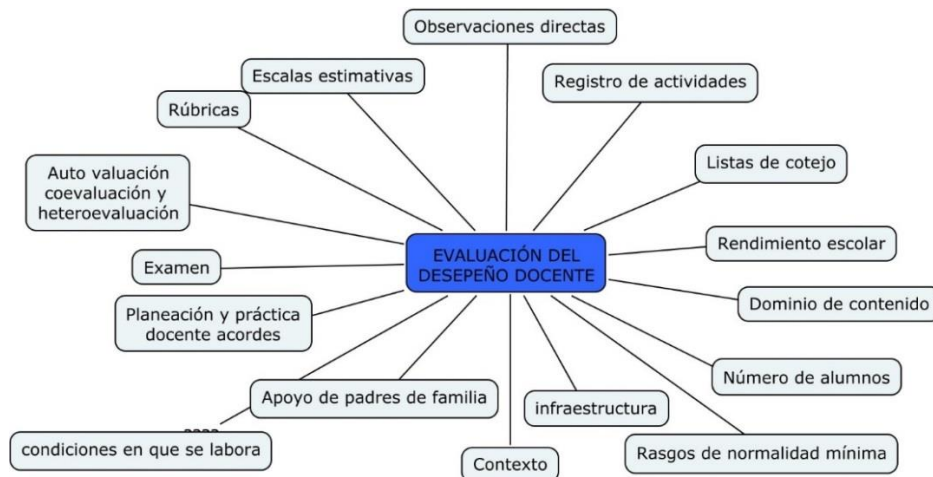 Observaciones directas
Escalas estimativas
Registro de actividades
Rúbricas
Listas de cotejo
Auto valuación
coevaluación y
heteroevaluación
EVALUACIÓN DEL
DESEPEÑO DOCENTE
Rendimiento escolar
Examen
Dominio de contenido
Planeación y práctica
docente acordes
Número de alumnos
Apoyo de padres de familia
infraestructura
????
condiciones en que se labora
Contexto
Rasgos de normalidad mínima